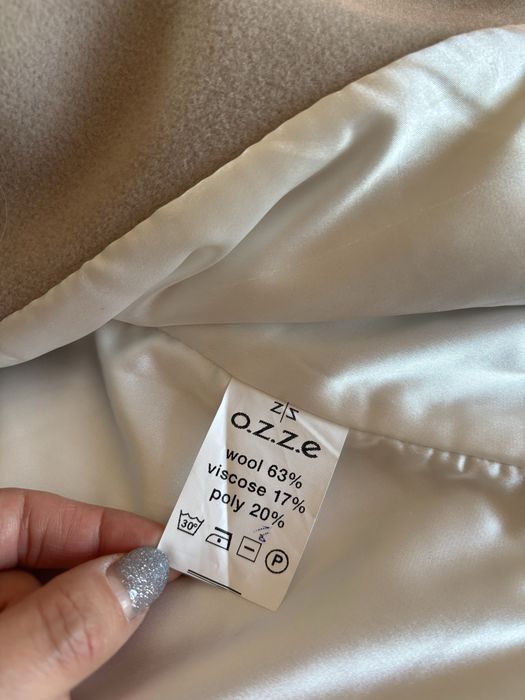 z|z
o.z.z.e
wool 63%
viscose 17%
poly 20%
30°
P